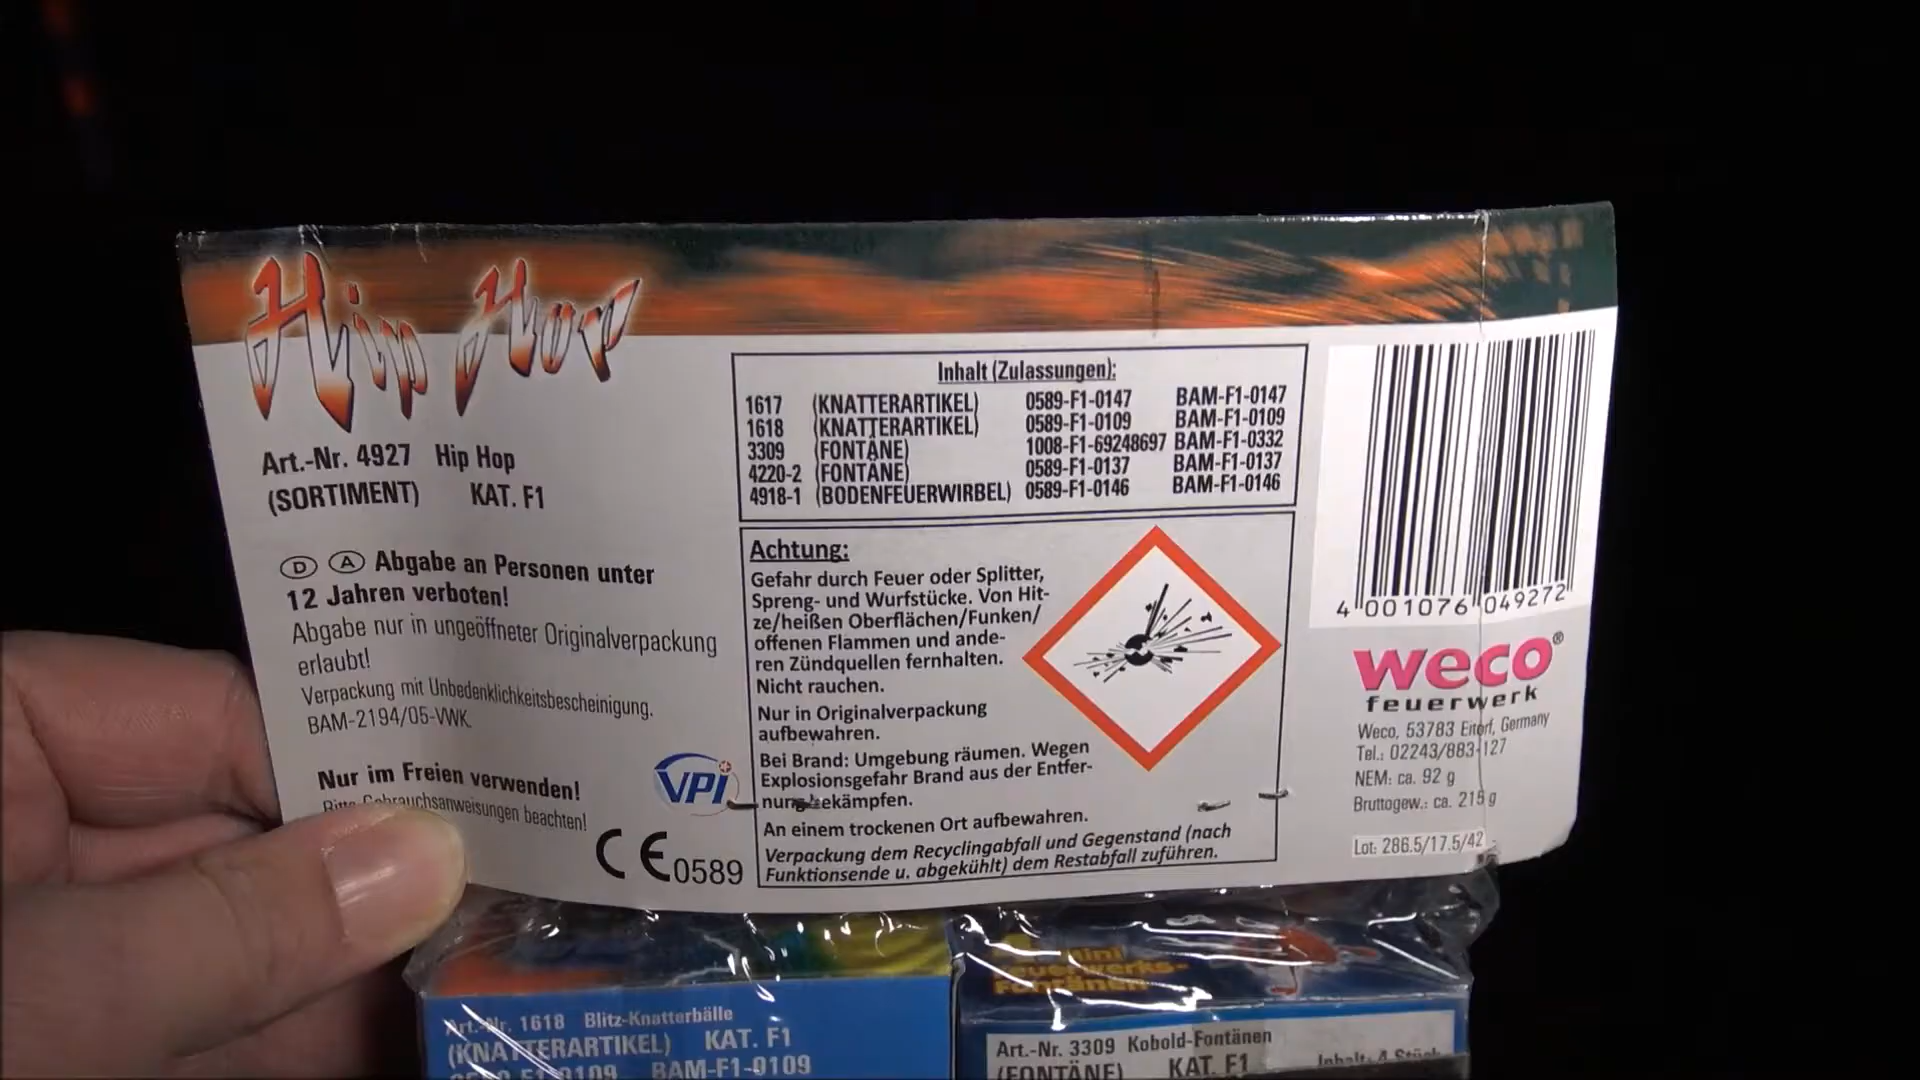 Hip Hop
Art.-Nr. 4927 Hip Hop
(SORTIMENT) KAT. F1
D A Abgabe an Personen unter
12 Jahren verboten!
Abgabe nur in ungeöffneter Originalverpackung
erlaubt!
Verpackung mit Unbedenklichkeitsbescheinigung.
BAM-2194/05-VWK
Nur im Freien verwenden!
Bitte Gebrauchsanweisungen beachten!
VPI
CE 0589
Inhalt (Zulassungen):
1617 (KNATTERARTIKEL) 0589-F1-0147 BAM-F1-0147
1618 (KNATTERARTIKEL) 0589-F1-0109 BAM-F1-0109
3309 (FONTÄNE) 1008-F1-69248697 BAM-F1-0332
4220-2 (FONTÄNE) 0589-F1-0137 BAM-F1-0137
4918-1 (BODENFEUERWIRBEL) 0589-F1-0146 BAM-F1-0146
Achtung:
Gefahr durch Feuer oder Splitter,
Spreng- und Wurfstücke. Von Hit-
ze/heißen Oberflächen/Funken/
offenen Flammen und ande-
ren Zündquellen fernhalten.
Nicht rauchen.
Nur in Originalverpackung
aufbewahren.
Bei Brand: Umgebung räumen. Wegen
Explosionsgefahr Brand aus der Entfer-
nung bekämpfen.
An einem trockenen Ort aufbewahren.
Verpackung dem Recyclingabfall und Gegenstand (nach
Funktionsende u. abgekühlt) dem Restabfall zuführen.
4 001076 049272
weco®
feuerwerk
Weco, 53783 Eitorf, Germany
Tel.: 02243/883-127
NEM: ca. 92 g
Bruttogew.: ca. 215 g
Lot: 286.5/17.5/42
Art.-Nr. 1618 Blitz-Knatterbälle
(KNATTERARTIKEL) KAT. F1
0589-F1-0109 BAM-F1-0109
4 Mini
Feuerwerks-
Fontänen
Art.-Nr. 3309 Kobold-Fontänen
(FONTÄNE) KAT. F1 Inhalt: 4 Stück